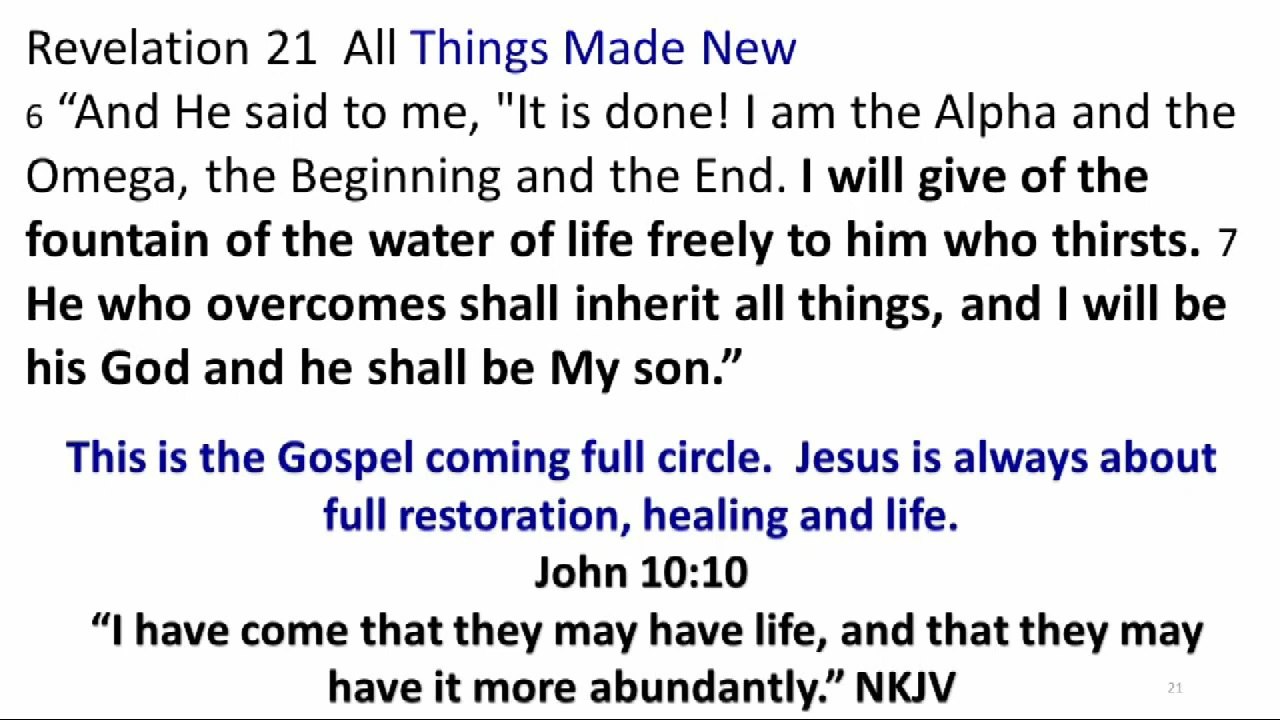 Revelation 21  All Things Made New
6 “And He said to me, "It is done! I am the Alpha and the
Omega, the Beginning and the End. I will give of the
fountain of the water of life freely to him who thirsts. 7
He who overcomes shall inherit all things, and I will be
his God and he shall be My son.”
This is the Gospel coming full circle.  Jesus is always about
full restoration, healing and life.
John 10:10
“I have come that they may have life, and that they may
have it more abundantly.” NKJV
21